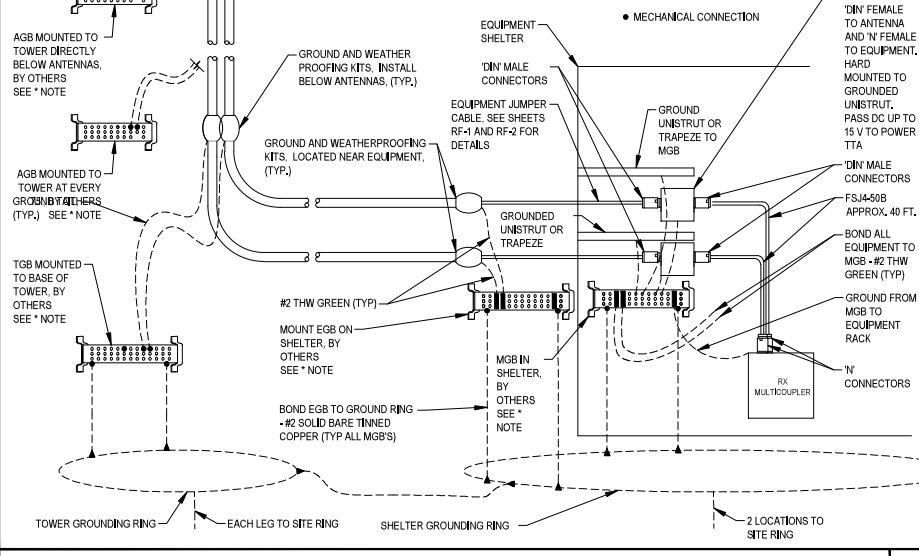 AGB MOUNTED TO
TOWER DIRECTLY
BELOW ANTENNAS,
BY OTHERS
SEE * NOTE
AGB MOUNTED TO
TOWER AT EVERY
(TYP.) SEE * NOTE
TGB MOUNTED
TO BASE OF
TOWER, BY
OTHERS
SEE * NOTE
GROUND AND WEATHER
PROOFING KITS, INSTALL
BELOW ANTENNAS, (TYP.)
GROUND AND WEATHERPROOFING
KITS, LOCATED NEAR EQUIPMENT,
(TYP.)
#2 THW GREEN (TYP)
MOUNT EGB ON
SHELTER, BY
OTHERS
SEE * NOTE
BOND EGB TO GROUND RING
- #2 SOLID BARE TINNED
COPPER (TYP ALL MGB'S)
EQUIPMENT
SHELTER
'DIN' MALE
CONNECTORS
EQUIPMENT JUMPER
CABLE, SEE SHEETS
RF-1 AND RF-2 FOR
DETAILS
GROUNDED
UNISTRUT OR
TRAPEZE
MGB IN
SHELTER,
BY
OTHERS
SEE *
NOTE
MECHANICAL CONNECTION
GROUND
UNISTRUT OR
TRAPEZE TO
MGB
RX
MULTICOUPLER
'DIN' FEMALE
TO ANTENNA
AND 'N' FEMALE
TO EQUIPMENT.
HARD
MOUNTED TO
GROUNDED
UNISTRUT.
PASS DC UP TO
15 V TO POWER
TTA
'DIN' MALE
CONNECTORS
FSJ4-50B
APPROX. 40 FT.
BOND ALL
EQUIPMENT TO
MGB - #2 THW
GREEN (TYP)
GROUND FROM
MGB TO
EQUIPMENT
RACK
'N'
CONNECTORS
TOWER GROUNDING RING
EACH LEG TO SITE RING
SHELTER GROUNDING RING
2 LOCATIONS TO
SITE RING